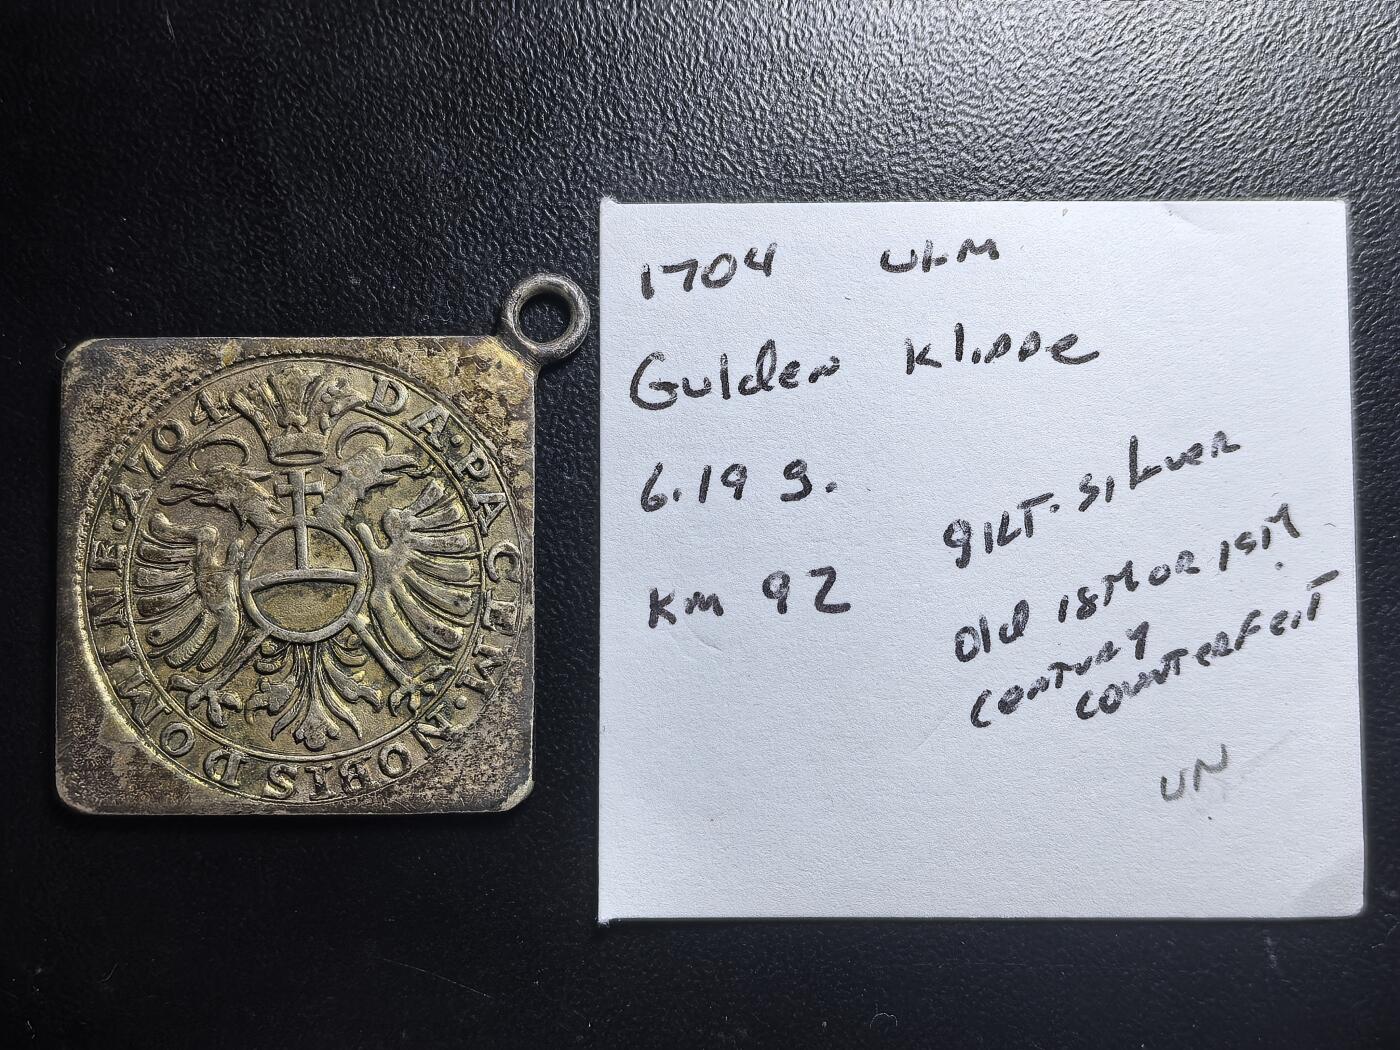 DA·PACEM·NOBIS DOMINE·1704
1704 ULM
Gulden Klippe
6.19 g.
KM 92
gilt-silver
old 18th or 19th
century
counterfeit
UN